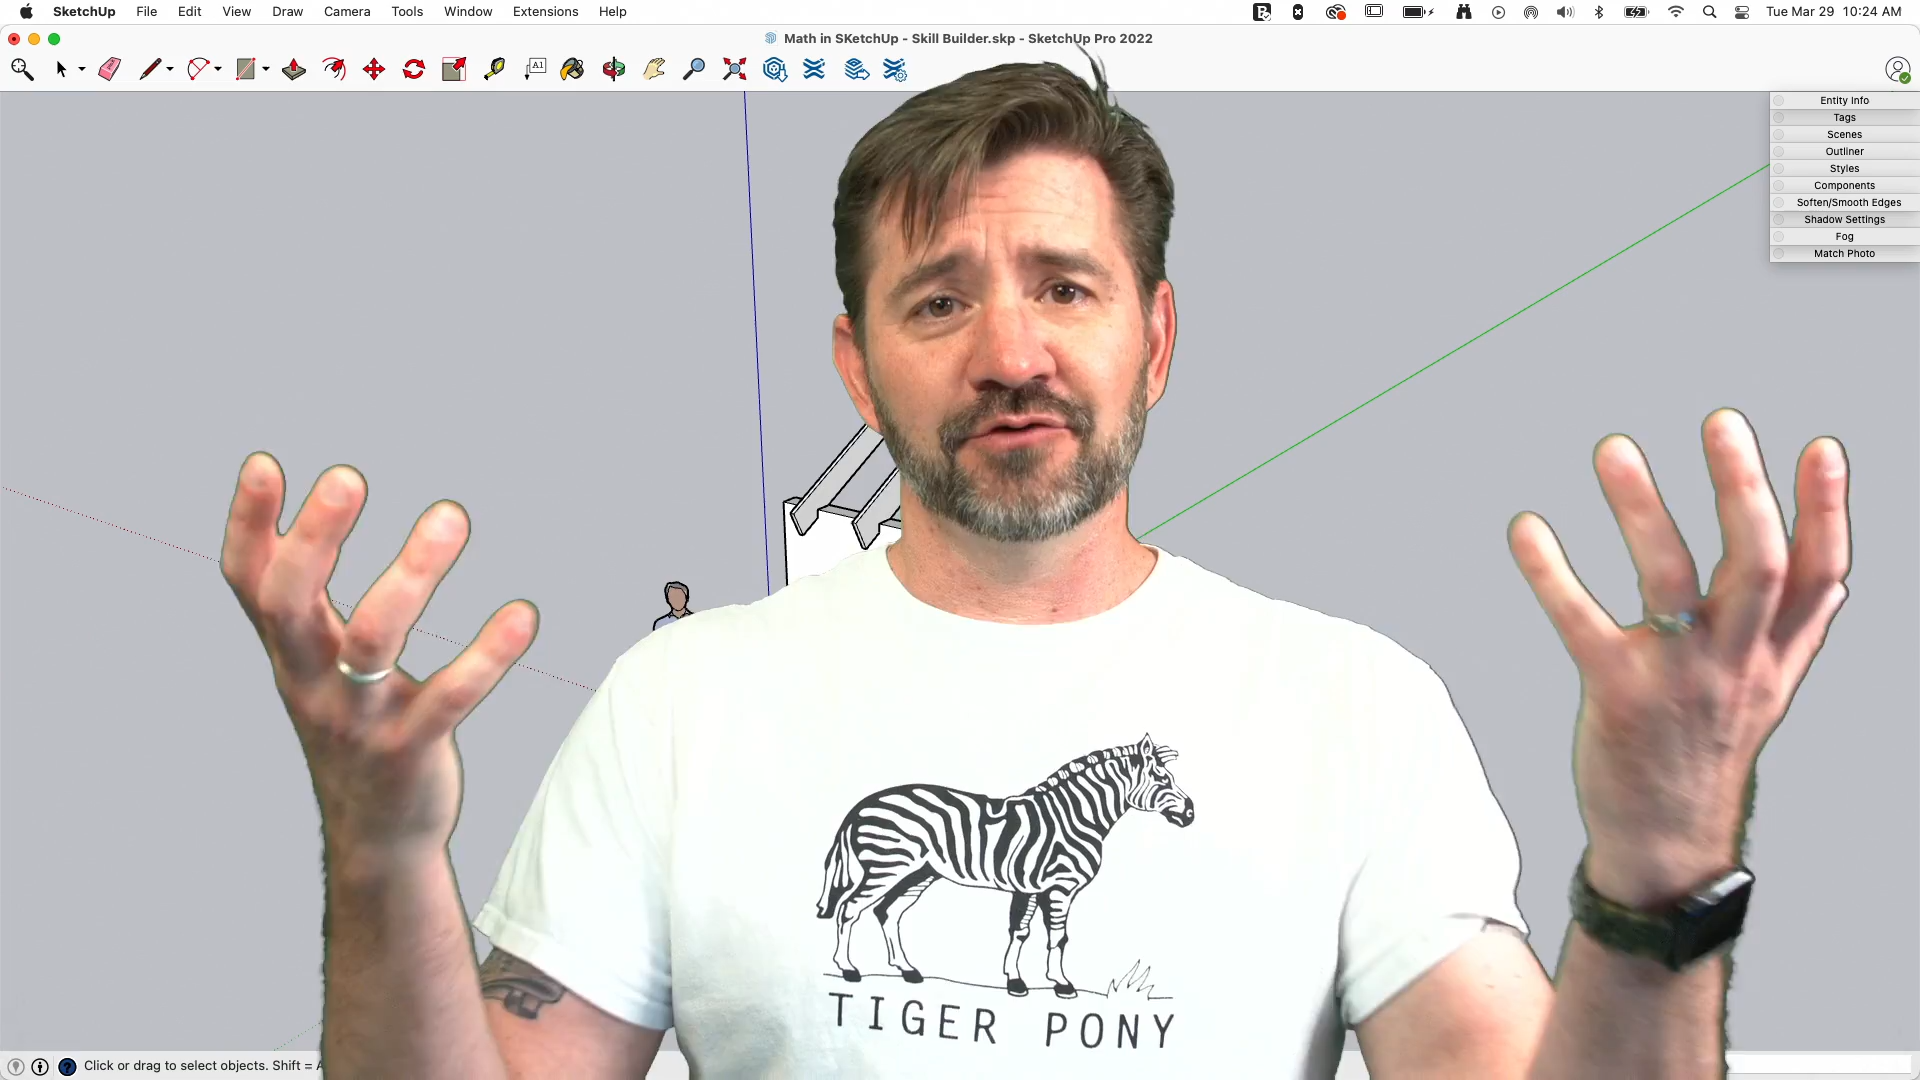 SketchUp File Edit View Draw Camera Tools Window Extensions Help
Tue Mar 29 10:24 AM
Math in SKetchUp - Skill Builder.skp - SketchUp Pro 2022
A1
Entity Info
Tags
Scenes
Outliner
Styles
Components
Soften/Smooth Edges
Shadow Settings
Fog
Match Photo
TIGER PONY
Click or drag to select objects. Shift = A